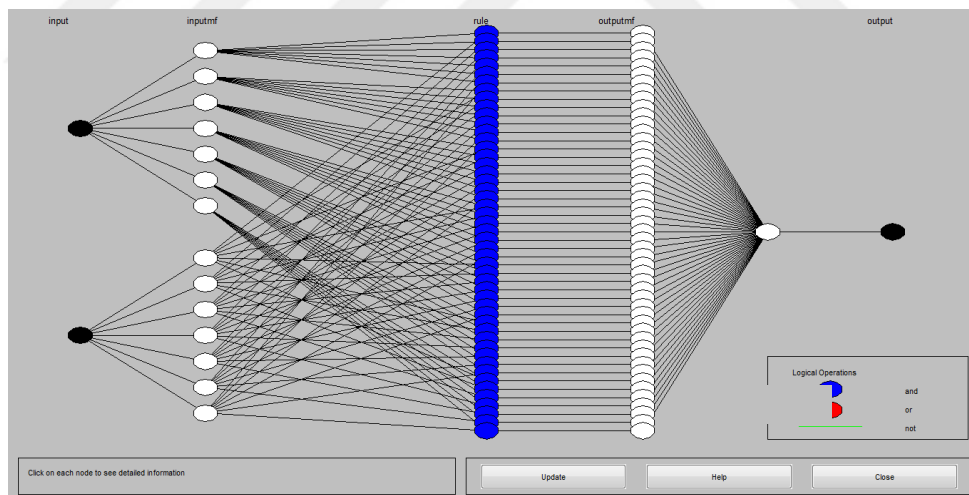 input inputmf rule outputmf output
Logical Operations
and
or
not
Click on each node to see detailed information
Update Help Close